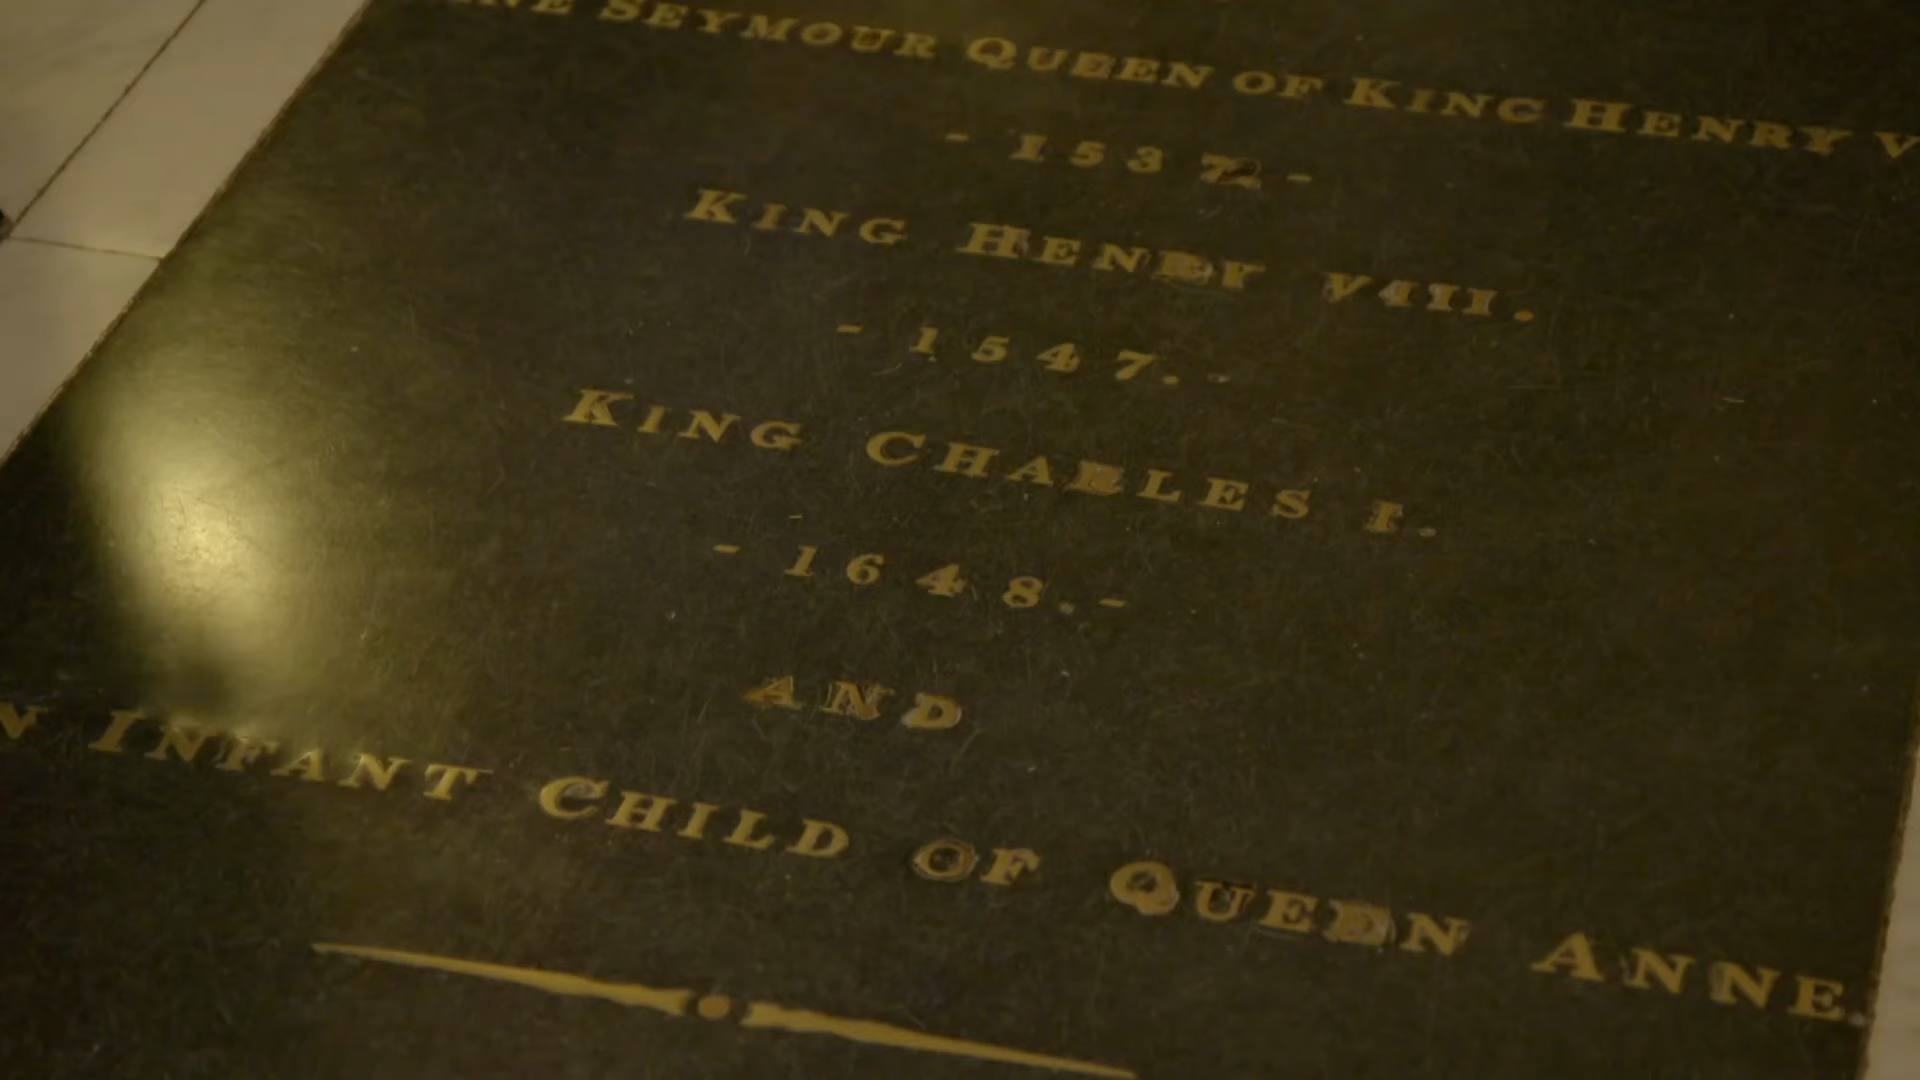 NE SEYMOUR QUEEN OF KING HENRY V
- 1537. -
KING HENRY VIII.
- 1547. -
KING CHARLES I.
- 1648. -
AND
N INFANT CHILD OF QUEEN ANNE.